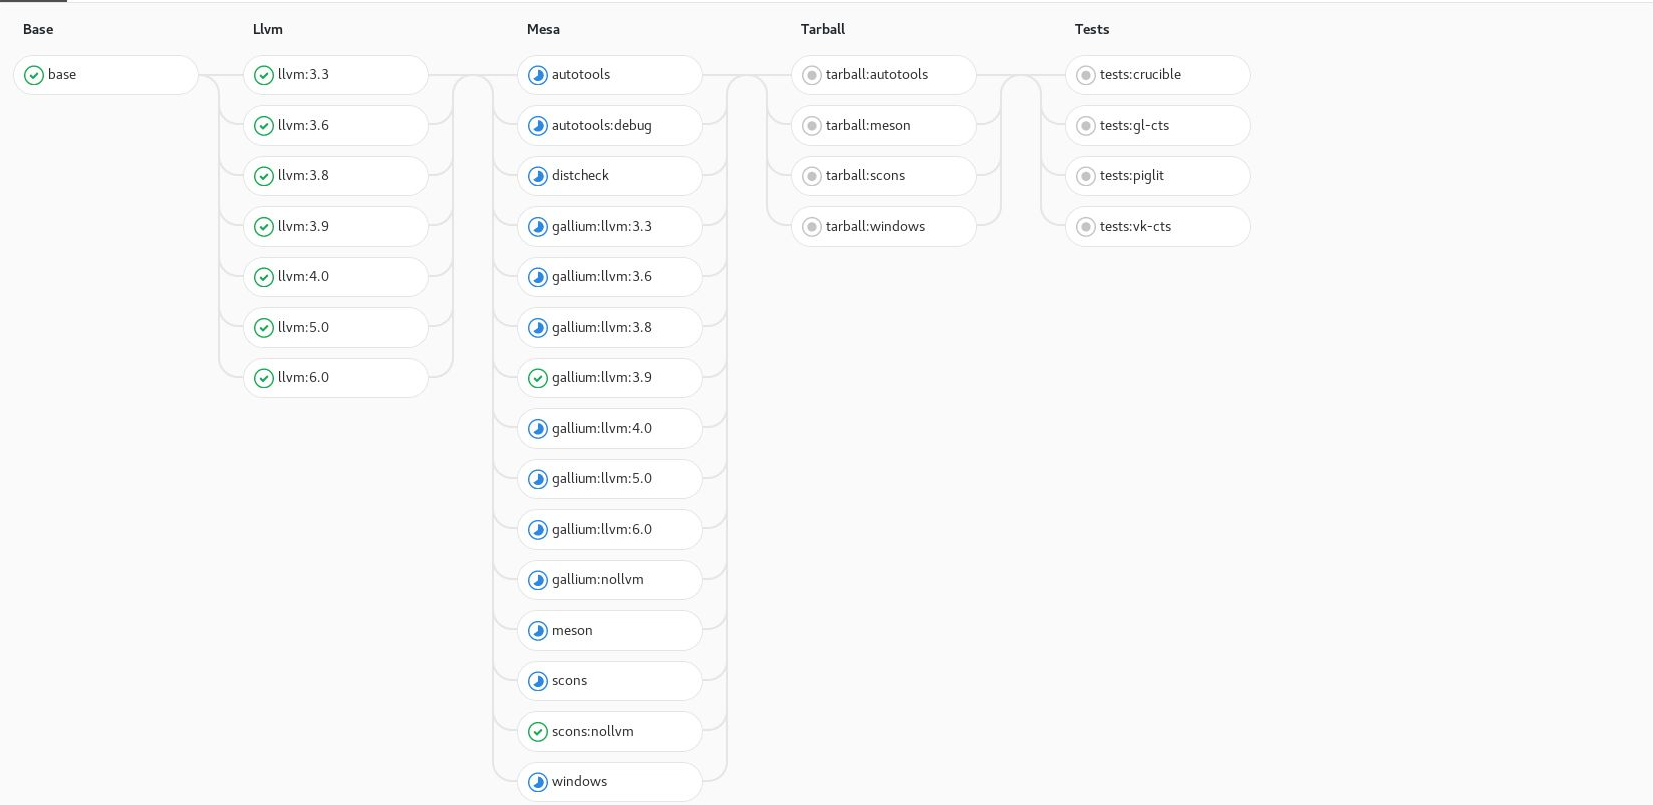 Base
base
Llvm
llvm:3.3
llvm:3.6
llvm:3.8
llvm:3.9
llvm:4.0
llvm:5.0
llvm:6.0
Mesa
autotools
autotools:debug
distcheck
gallium:llvm:3.3
gallium:llvm:3.6
gallium:llvm:3.8
gallium:llvm:3.9
gallium:llvm:4.0
gallium:llvm:5.0
gallium:llvm:6.0
gallium:nollvm
meson
scons
scons:nollvm
windows
Tarball
tarball:autotools
tarball:meson
tarball:scons
tarball:windows
Tests
tests:crucible
tests:gl-cts
tests:piglit
tests:vk-cts